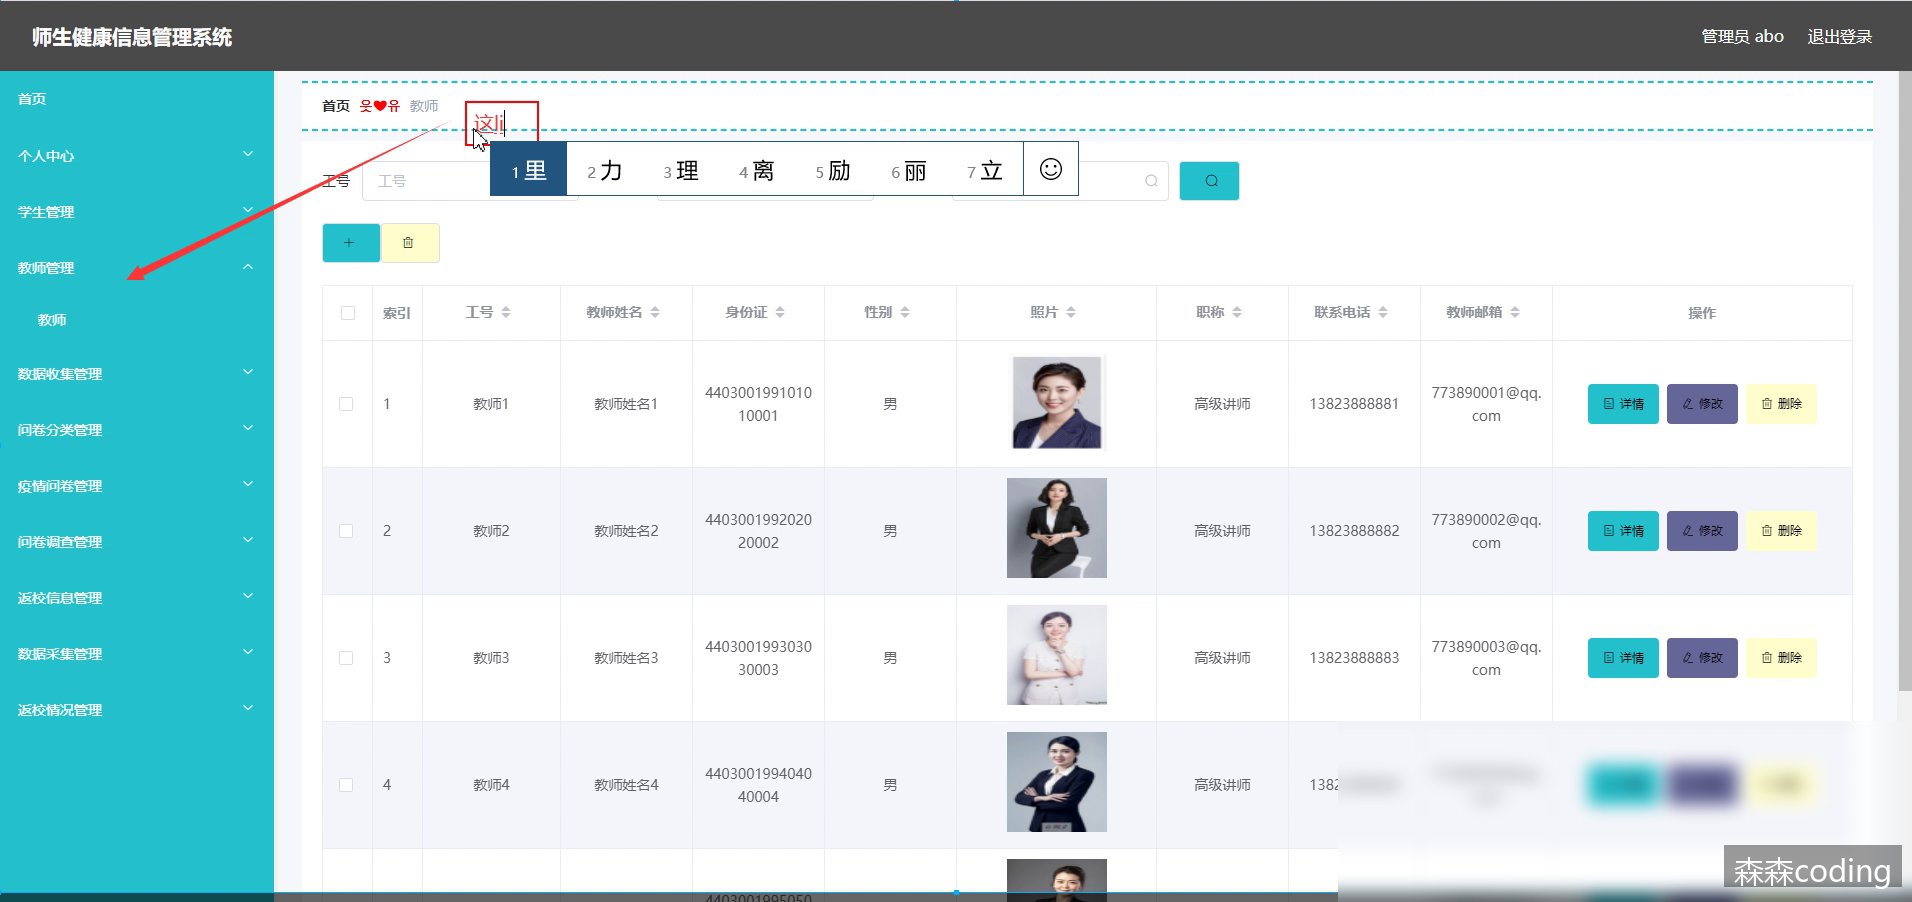 师生健康信息管理系统
管理员 abo 退出登录
首页
个人中心
学生管理
教师管理
教师
数据收集管理
问卷分类管理
疫情问卷管理
问卷调查管理
返校信息管理
数据采集管理
返校情况管理
首页 웃❤유 教师
这li
1 里 2 力 3 理 4 离 5 励 6 丽 7 立
工号 工号
索引 工号 教师姓名 身份证 性别 照片 职称 联系电话 教师邮箱 操作
1 教师1 教师姓名1 4403001991010 男 高级讲师 13823888881 773890001@qq. 详情 修改 删除
10001 com
2 教师2 教师姓名2 4403001992020 男 高级讲师 13823888882 773890002@qq. 详情 修改 删除
20002 com
3 教师3 教师姓名3 4403001993030 男 高级讲师 13823888883 773890003@qq. 详情 修改 删除
30003 com
4 教师4 教师姓名4 4403001994040 男 高级讲师 1382
40004
4403001995050
森森coding